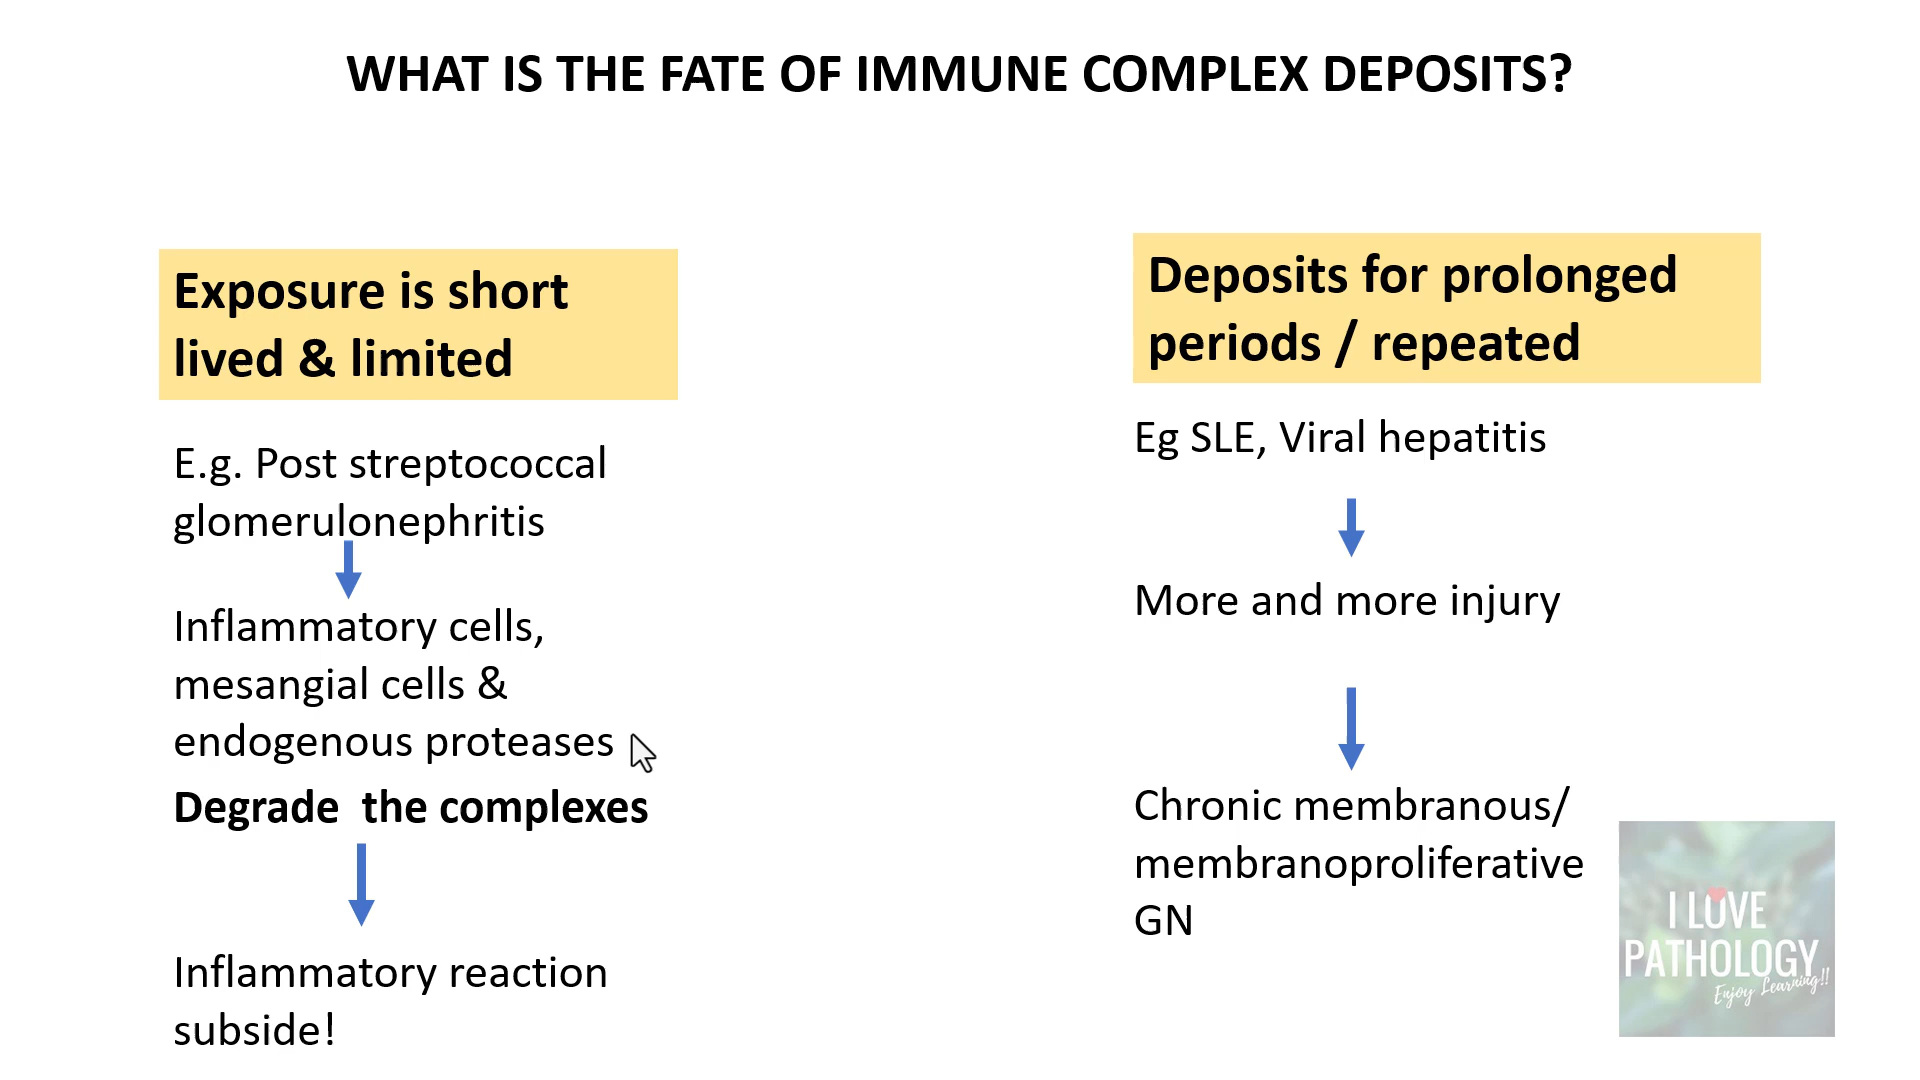 WHAT IS THE FATE OF IMMUNE COMPLEX DEPOSITS?
Exposure is short
lived & limited
E.g. Post streptococcal
glomerulonephritis
Inflammatory cells,
mesangial cells &
endogenous proteases
Degrade  the complexes
Inflammatory reaction
subside!
Deposits for prolonged
periods / repeated
Eg SLE, Viral hepatitis
More and more injury
Chronic membranous/
membranoproliferative
GN
I LOVE
PATHOLOGY
Enjoy Learning!!